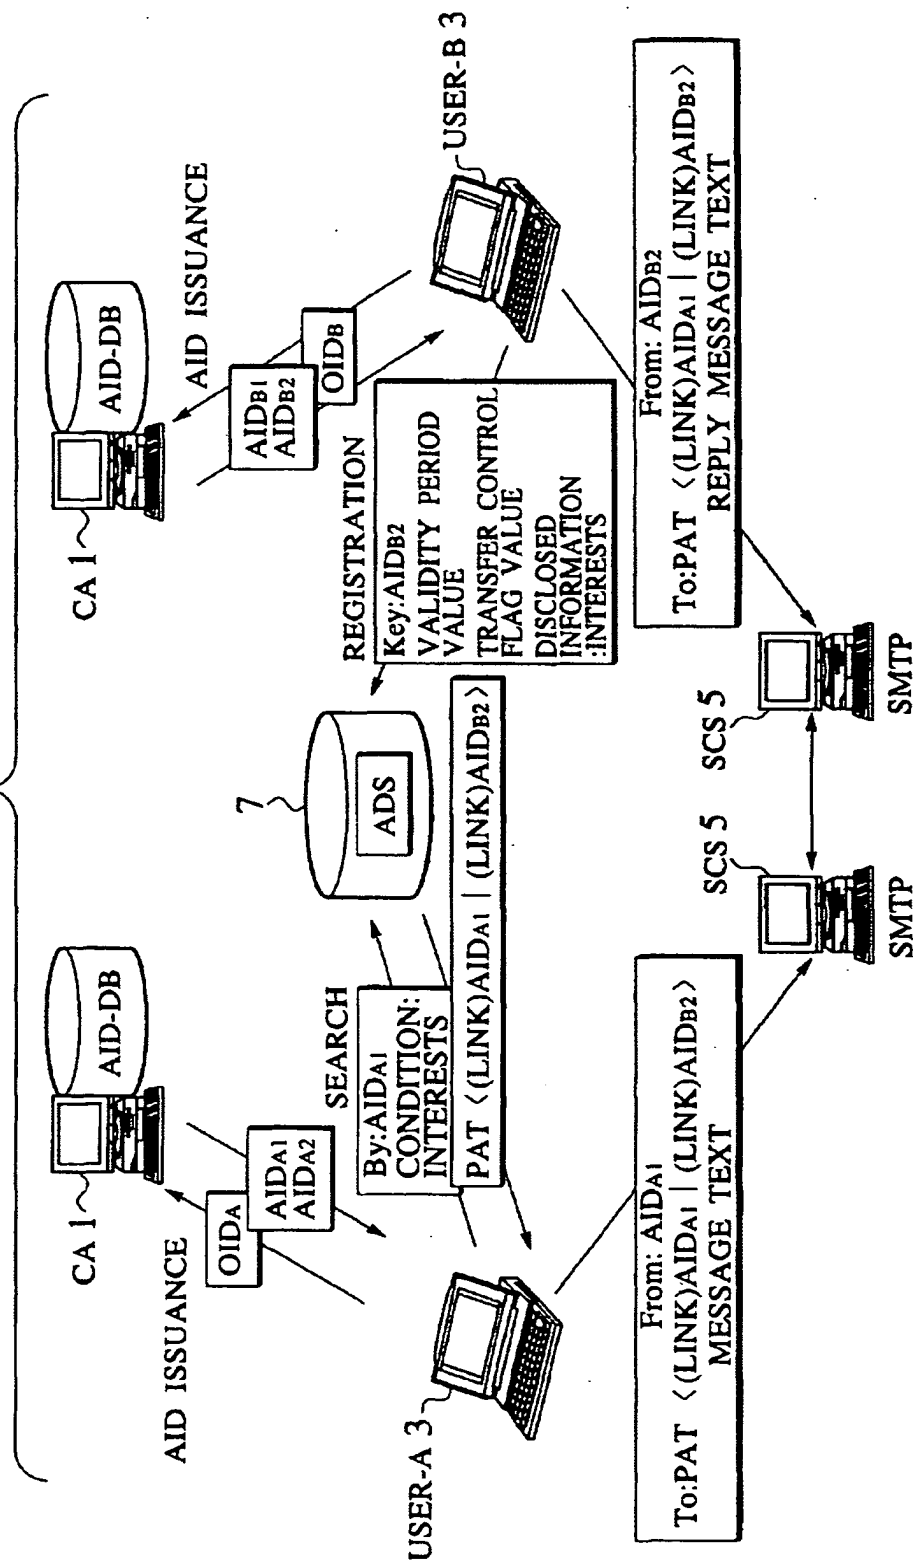 CA 1
AID-DB
AID ISSUANCE
OIDA
AIDA1
AIDA2
USER-A 3
SEARCH
By:AIDA1
CONDITION:
INTERESTS
PAT <(LINK)AIDA1 | (LINK)AIDB2>
7
ADS
CA 1
AID-DB
AID ISSUANCE
AIDB1
AIDB2
OIDB
USER-B 3
REGISTRATION
Key:AIDB2
VALIDITY PERIOD
VALUE
TRANSFER CONTROL
FLAG VALUE
DISCLOSED
INFORMATION
:INTERESTS
From: AIDA1
To:PAT <(LINK)AIDA1 | (LINK)AIDB2>
MESSAGE TEXT
SCS 5
SMTP
SCS 5
SMTP
From: AIDB2
To:PAT <(LINK)AIDA1 | (LINK)AIDB2>
REPLY MESSAGE TEXT